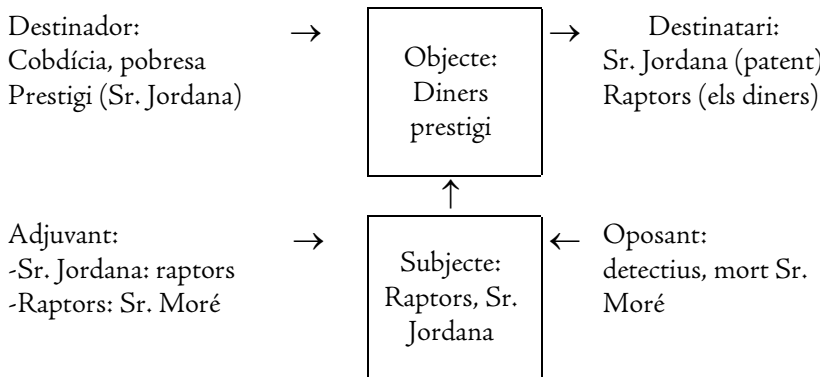 Destinador:
Cobdícia, pobresa
Prestigi (Sr. Jordana)
→
Objecte:
Diners
prestigi
→
Destinatari:
Sr. Jordana (patent)
Raptors (els diners)
↑
Adjuvant:
-Sr. Jordana: raptors
-Raptors: Sr. Moré
→
Subjecte:
Raptors, Sr.
Jordana
←
Oposant:
detectius, mort Sr.
Moré